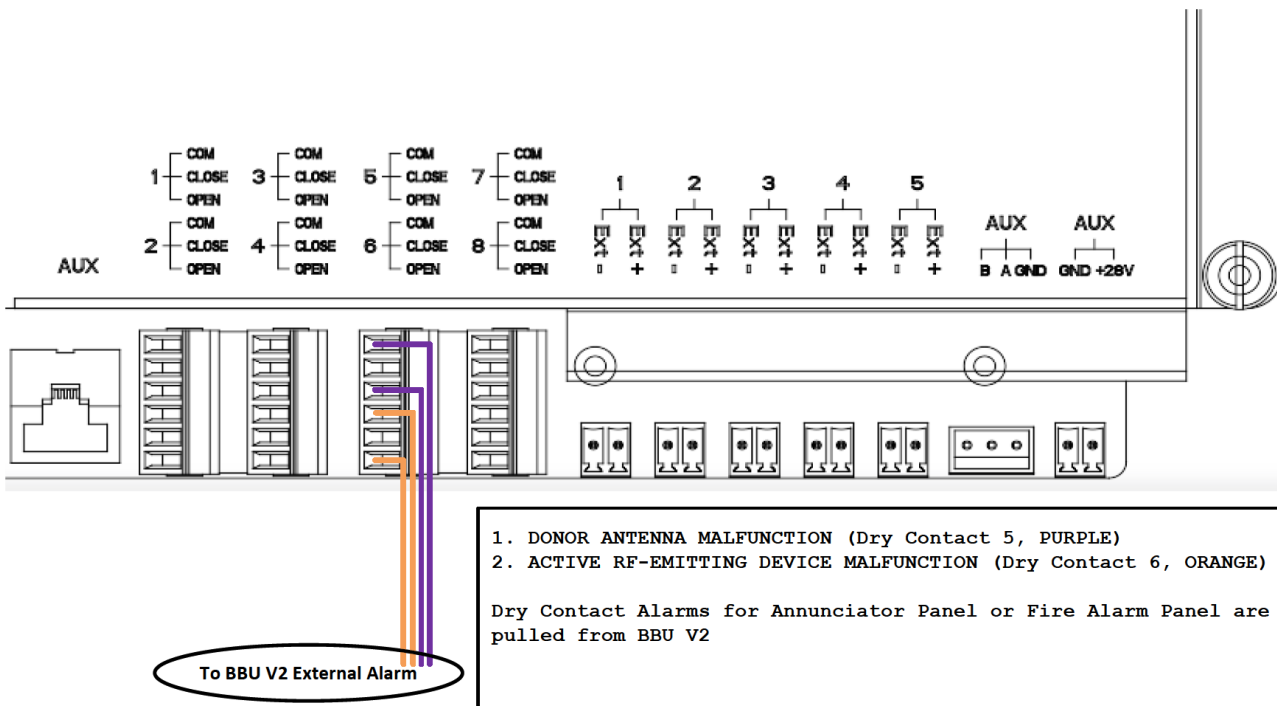 COM COM COM COM
1 CLOSE 3 CLOSE 5 CLOSE 7 CLOSE
OPEN OPEN OPEN OPEN
COM COM COM COM
2 CLOSE 4 CLOSE 6 CLOSE 8 CLOSE
OPEN OPEN OPEN OPEN
AUX
1 2 3 4 5
Ext - Ext + Ext - Ext + Ext - Ext + Ext - Ext + Ext - Ext +
AUX AUX
B A GND GND +28V
1. DONOR ANTENNA MALFUNCTION (Dry Contact 5, PURPLE)
2. ACTIVE RF-EMITTING DEVICE MALFUNCTION (Dry Contact 6, ORANGE)
Dry Contact Alarms for Annunciator Panel or Fire Alarm Panel are
pulled from BBU V2
To BBU V2 External Alarm